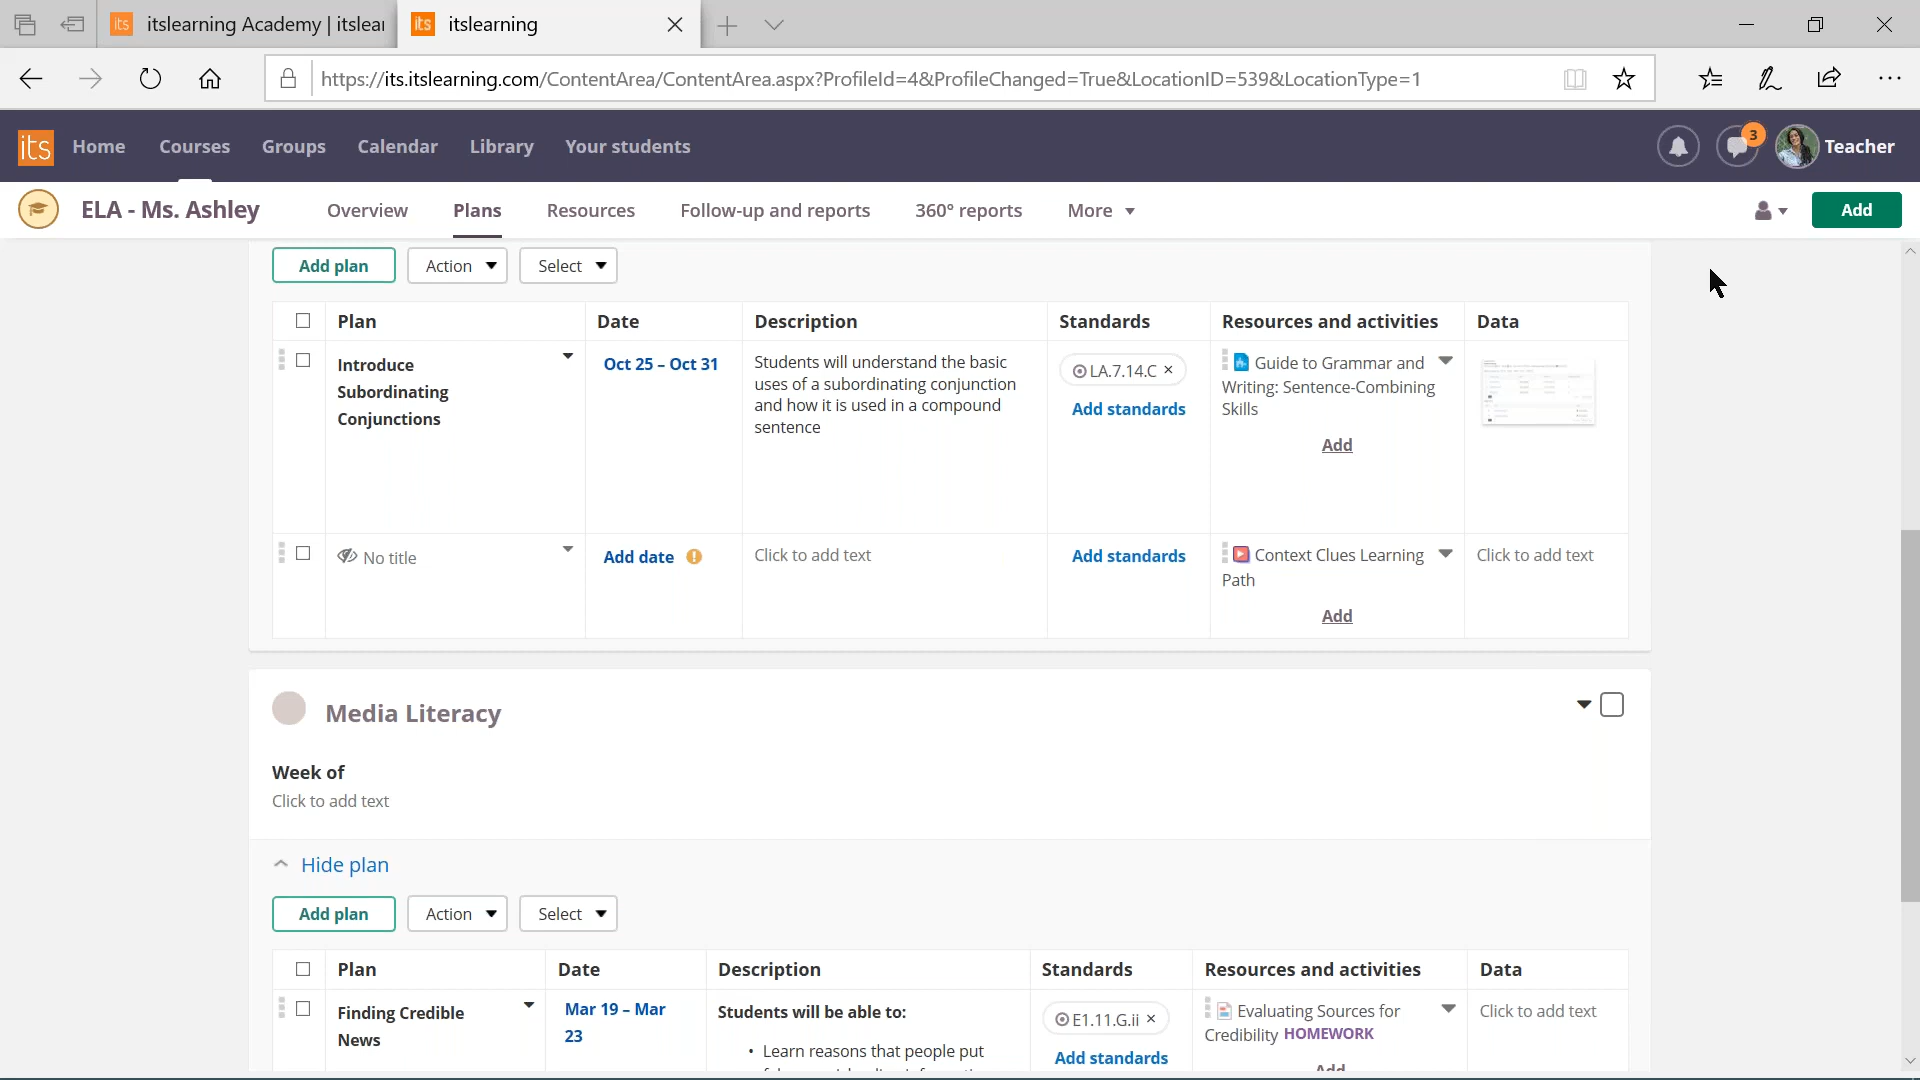 its itslearning Academy | itslear
its itslearning
https://its.itslearning.com/ContentArea/ContentArea.aspx?ProfileId=4&ProfileChanged=True&LocationID=539&LocationType=1
its Home Courses Groups Calendar Library Your students 3 Teacher
ELA - Ms. Ashley Overview Plans Resources Follow-up and reports 360° reports More Add
Add plan Action Select
Plan Date Description Standards Resources and activities Data
Introduce
Subordinating
Conjunctions
Oct 25 – Oct 31
Students will understand the basic
uses of a subordinating conjunction
and how it is used in a compound
sentence
LA.7.14.C ×
Add standards
Guide to Grammar and
Writing: Sentence-Combining
Skills
Add
No title
Add date !
Click to add text
Add standards
Context Clues Learning
Path
Add
Click to add text
Media Literacy
Week of
Click to add text
Hide plan
Add plan Action Select
Plan Date Description Standards Resources and activities Data
Finding Credible
News
Mar 19 – Mar
23
Students will be able to:
• Learn reasons that people put
E1.11.G.ii ×
Add standards
Evaluating Sources for
Credibility HOMEWORK
Add
Click to add text